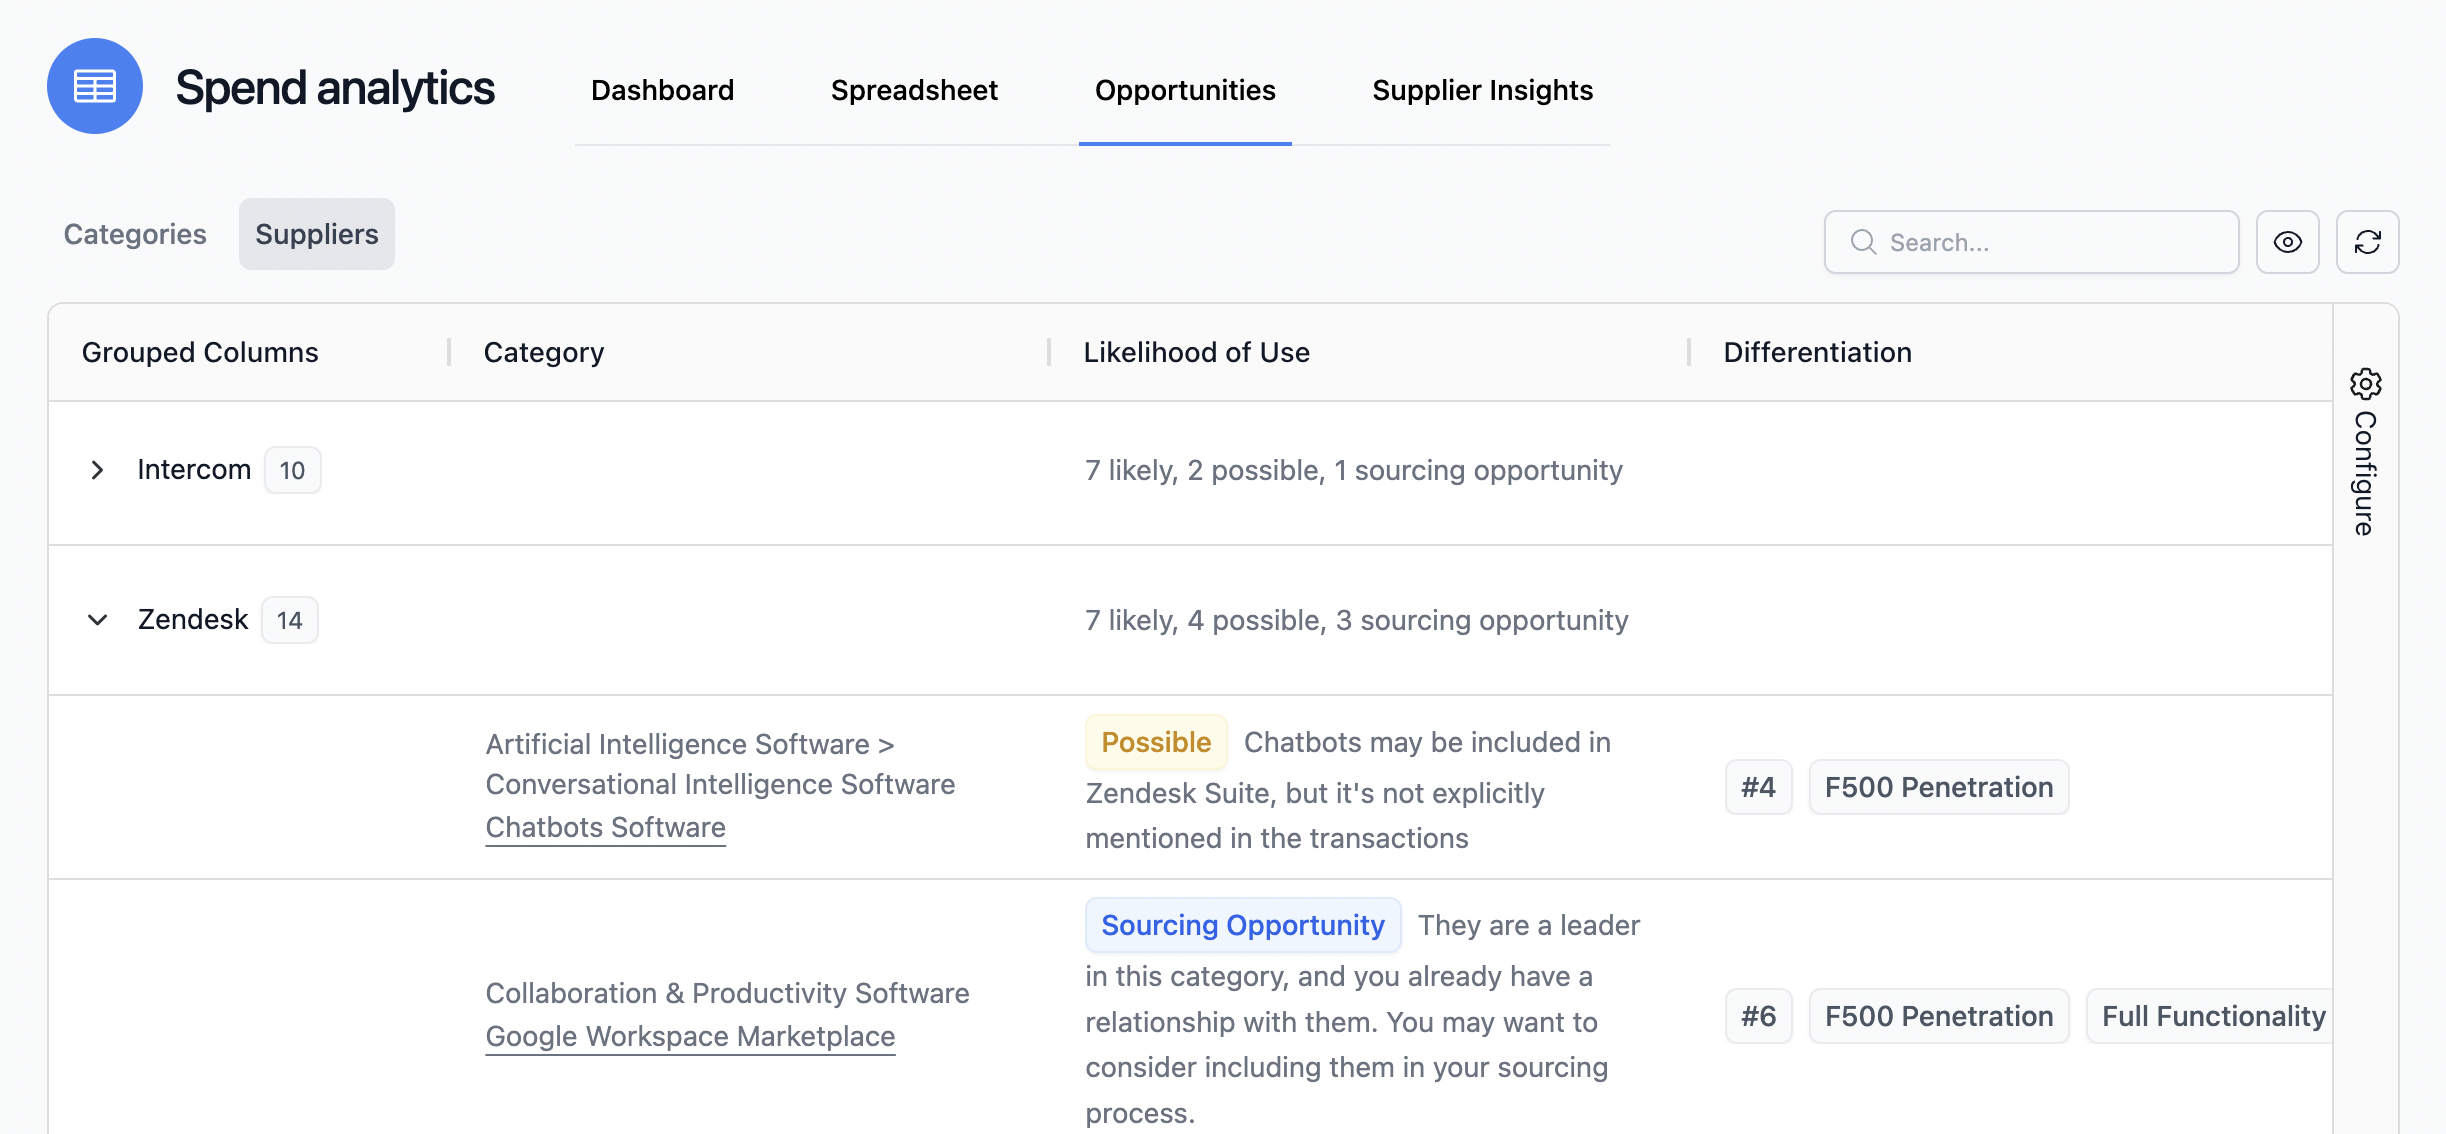 Spend analytics
Dashboard
Spreadsheet
Opportunities
Supplier Insights
Categories
Suppliers
Search...
Grouped Columns
Category
Likelihood of Use
Differentiation
Configure
Intercom
10
7 likely, 2 possible, 1 sourcing opportunity
Zendesk
14
7 likely, 4 possible, 3 sourcing opportunity
Artificial Intelligence Software >
Conversational Intelligence Software
Chatbots Software
Possible Chatbots may be included in
Zendesk Suite, but it's not explicitly
mentioned in the transactions
#4
F500 Penetration
Collaboration & Productivity Software
Google Workspace Marketplace
Sourcing Opportunity They are a leader
in this category, and you already have a
relationship with them. You may want to
consider including them in your sourcing
process.
#6
F500 Penetration
Full Functionality